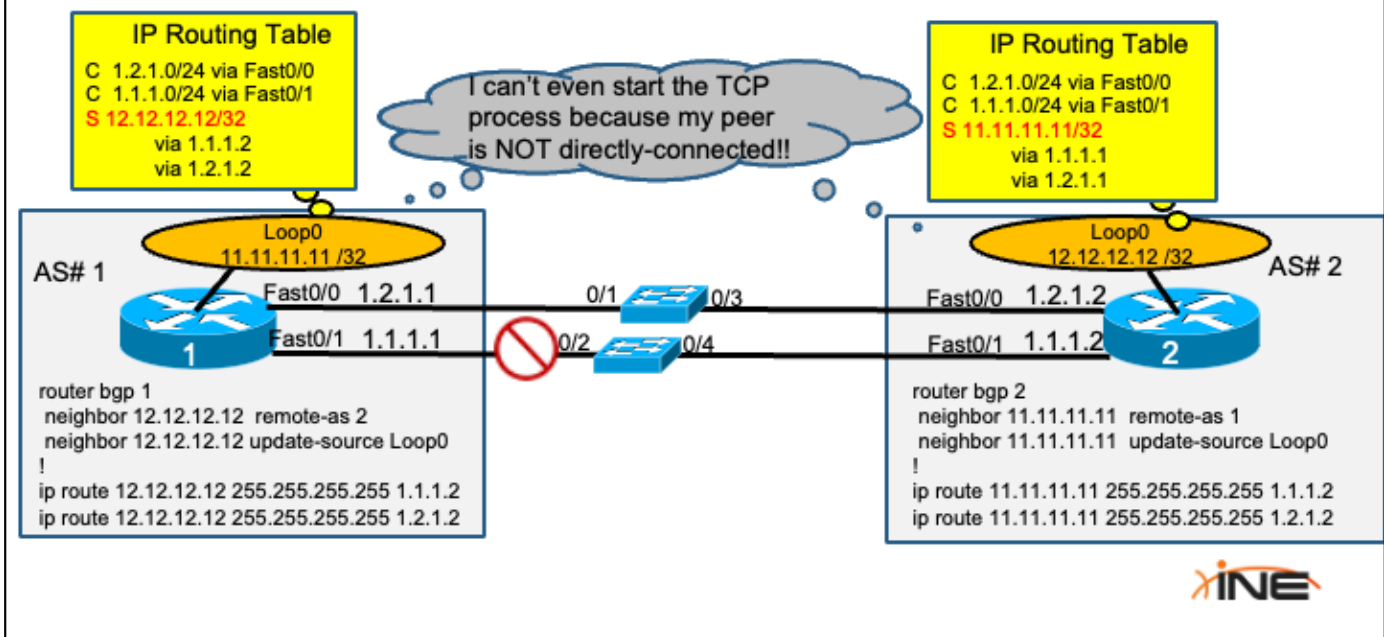 IP Routing Table
C 1.2.1.0/24 via Fast0/0
C 1.1.1.0/24 via Fast0/1
S 12.12.12.12/32
via 1.1.1.2
via 1.2.1.2
I can't even start the TCP
process because my peer
is NOT directly-connected!!
IP Routing Table
C 1.2.1.0/24 via Fast0/0
C 1.1.1.0/24 via Fast0/1
S 11.11.11.11/32
via 1.1.1.1
via 1.2.1.1
AS# 1
Loop0
11.11.11.11 /32
Fast0/0 1.2.1.1
Fast0/1 1.1.1.1
1
0/1
0/3
0/2
0/4
Loop0
12.12.12.12 /32
AS# 2
Fast0/0 1.2.1.2
Fast0/1 1.1.1.2
2
router bgp 1
neighbor 12.12.12.12 remote-as 2
neighbor 12.12.12.12 update-source Loop0
!
ip route 12.12.12.12 255.255.255.255 1.1.1.2
ip route 12.12.12.12 255.255.255.255 1.2.1.2
router bgp 2
neighbor 11.11.11.11 remote-as 1
neighbor 11.11.11.11 update-source Loop0
!
ip route 11.11.11.11 255.255.255.255 1.1.1.2
ip route 11.11.11.11 255.255.255.255 1.2.1.2
INE